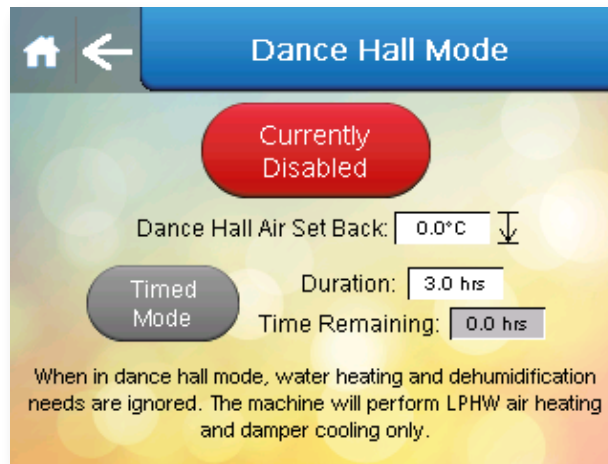 Dance Hall Mode
Currently
Disabled
Dance Hall Air Set Back: 0.0°C
Timed
Mode
Duration: 3.0 hrs
Time Remaining: 0.0 hrs
When in dance hall mode, water heating and dehumidification
needs are ignored. The machine will perform LPHW air heating
and damper cooling only.